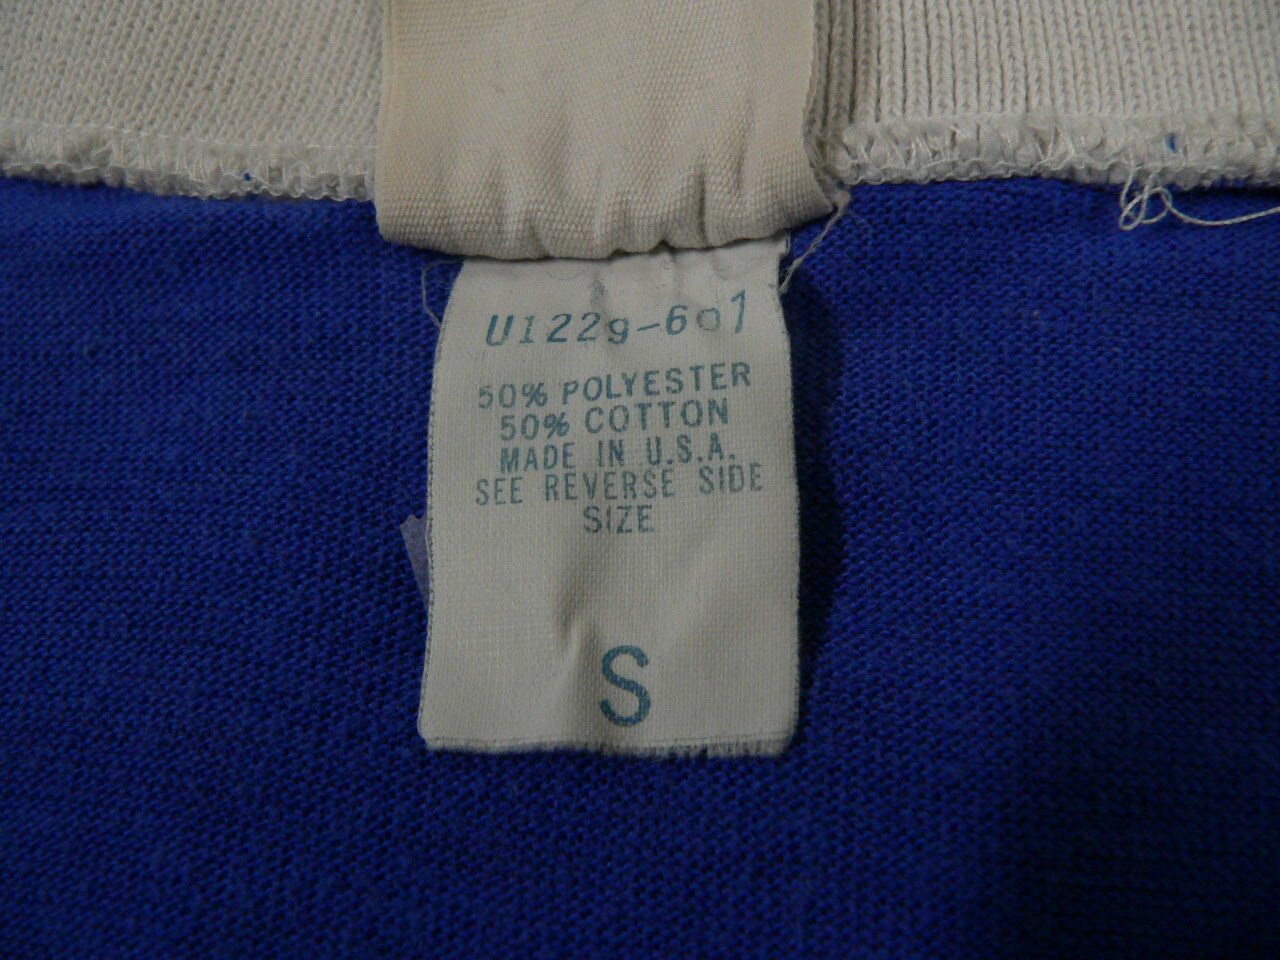 U1229-601
50% POLYESTER
50% COTTON
MADE IN U.S.A.
SEE REVERSE SIDE
SIZE
S